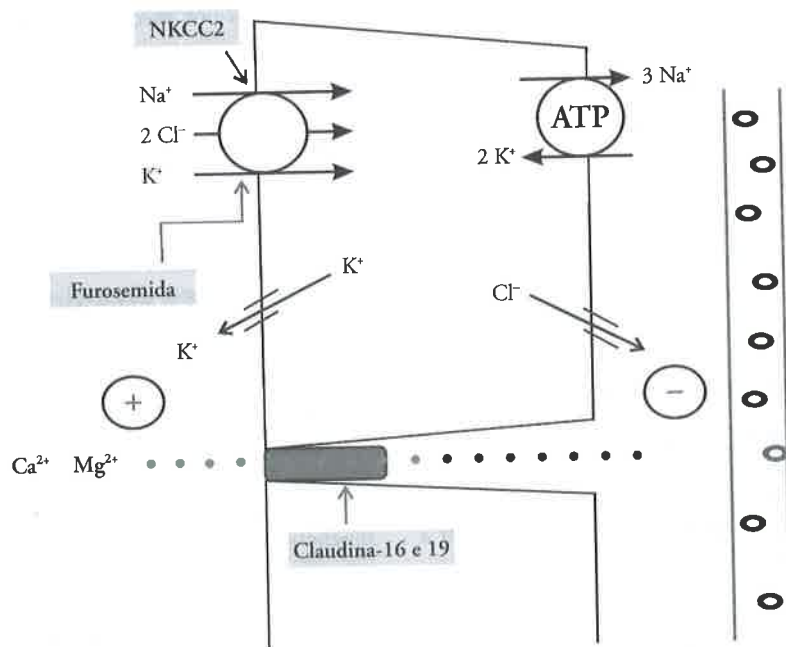 NKCC2
Na⁺
2 Cl⁻
K⁺
3 Na⁺
ATP
2 K⁺
Furosemida
K⁺
K⁺
Cl⁻
+
−
Ca²⁺ Mg²⁺
Claudina-16 e 19